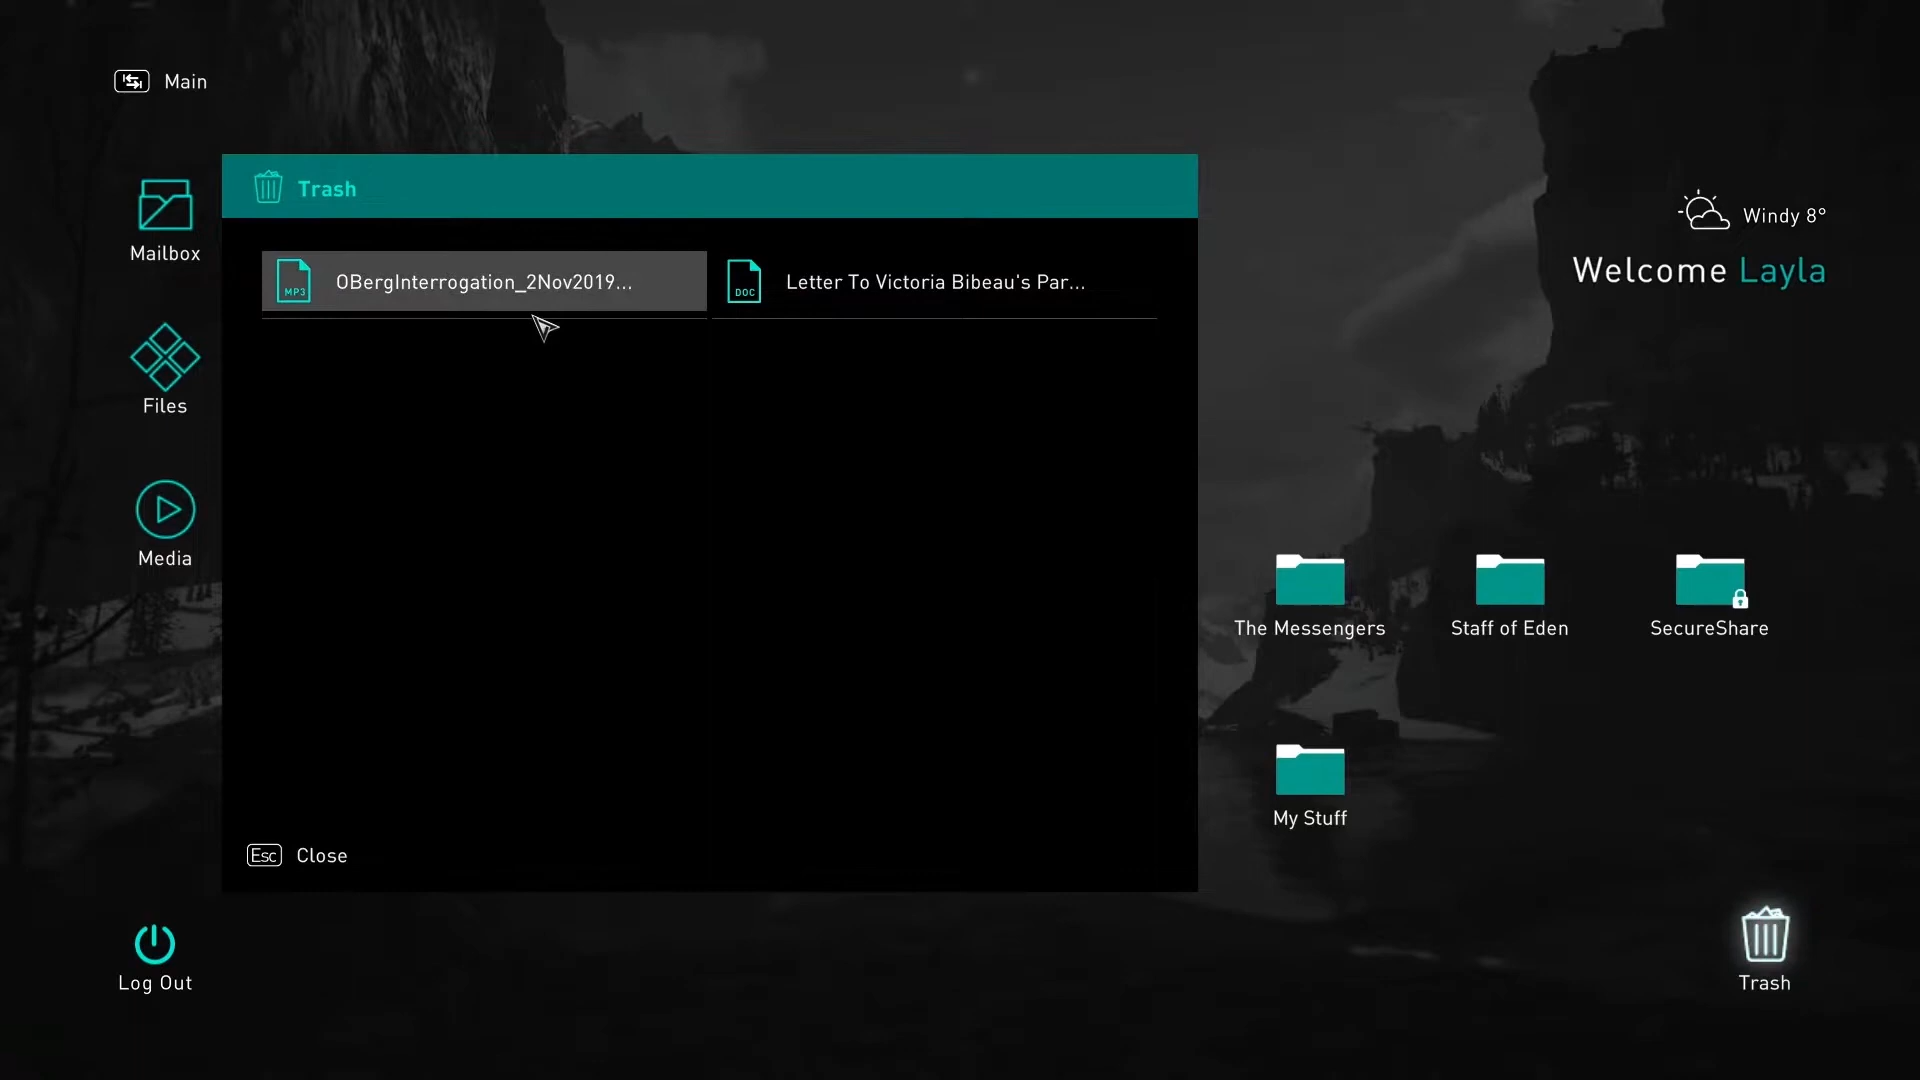 Main
Trash
Mailbox
MP3
OBergInterrogation_2Nov2019...
DOC
Letter To Victoria Bibeau's Par...
Windy 8°
Welcome Layla
Files
Media
The Messengers
Staff of Eden
SecureShare
My Stuff
Esc Close
Log Out
Trash